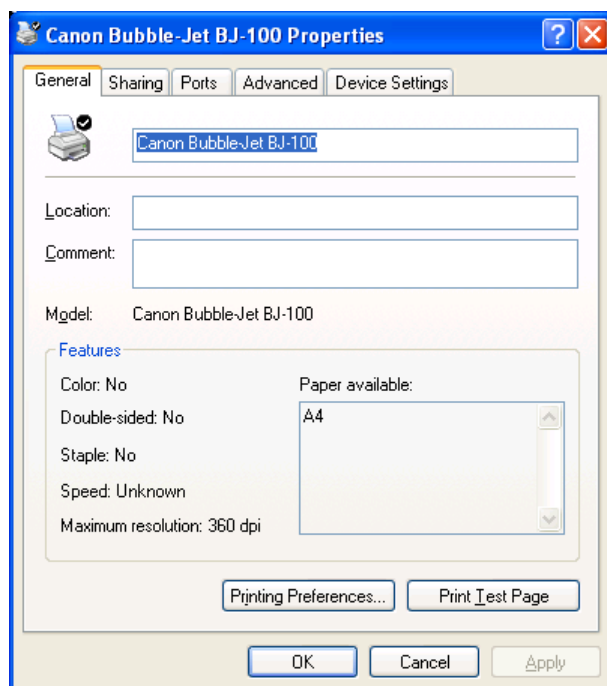 Canon Bubble-Jet BJ-100 Properties
General Sharing Ports Advanced Device Settings
Canon Bubble-Jet BJ-100
Location:
Comment:
Model: Canon Bubble-Jet BJ-100
Features
Color: No Paper available:
Double-sided: No A4
Staple: No
Speed: Unknown
Maximum resolution: 360 dpi
Printing Preferences... Print Test Page
OK Cancel Apply